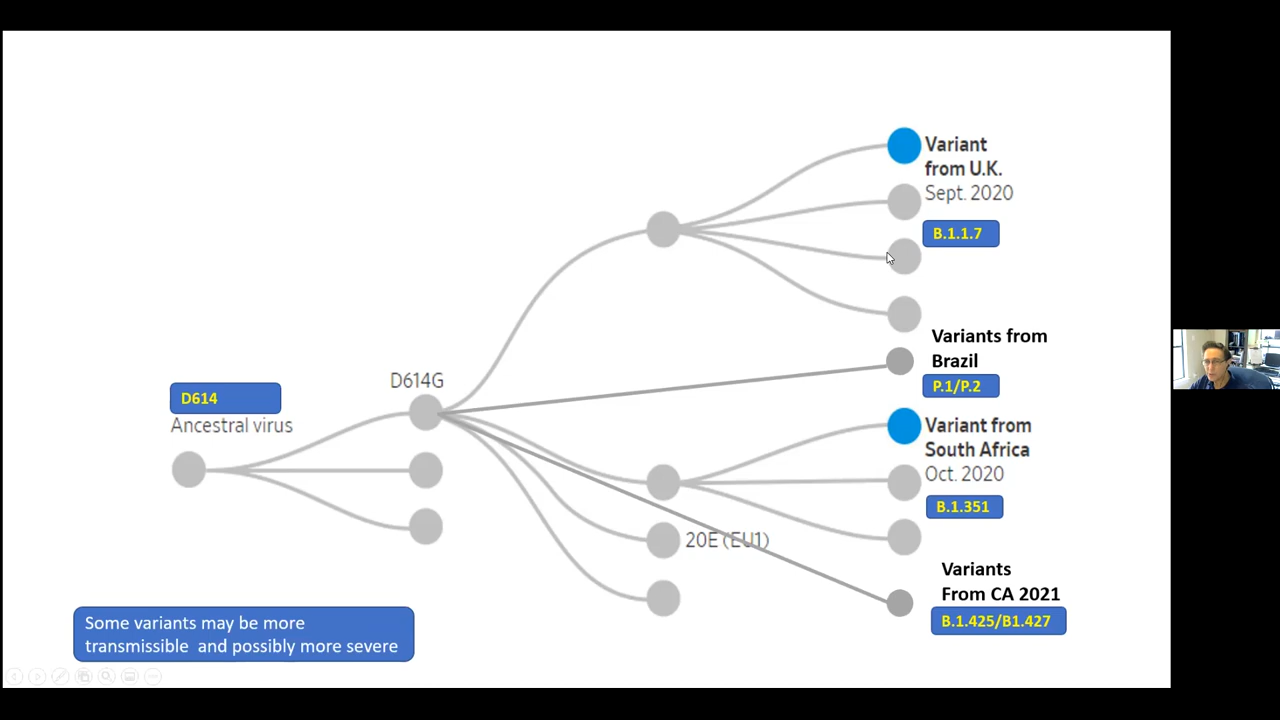 D614
Ancestral virus
D614G
20E (EU1)
Variant
from U.K.
Sept. 2020
B.1.1.7
Variants from
Brazil
P.1/P.2
Variant from
South Africa
Oct. 2020
B.1.351
Variants
From CA 2021
B.1.425/B1.427
Some variants may be more
transmissible and possibly more severe